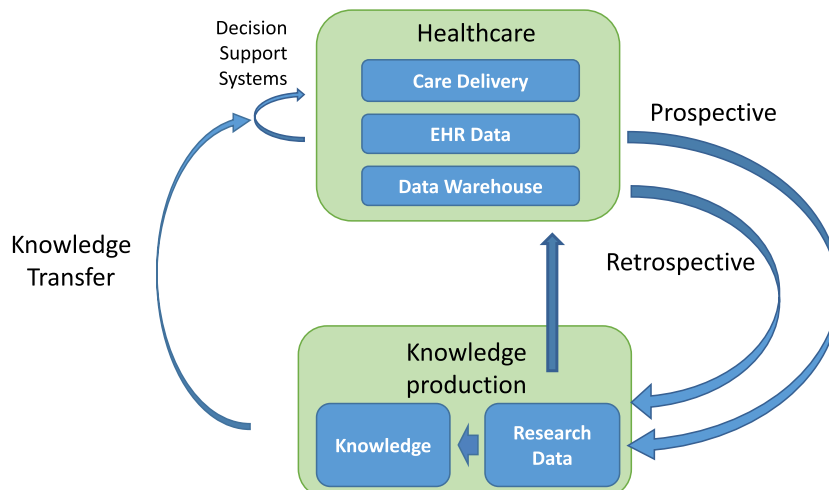 Decision
Support
Systems
Healthcare
Care Delivery
EHR Data
Data Warehouse
Prospective
Retrospective
Knowledge
Transfer
Knowledge
production
Knowledge
Research
Data